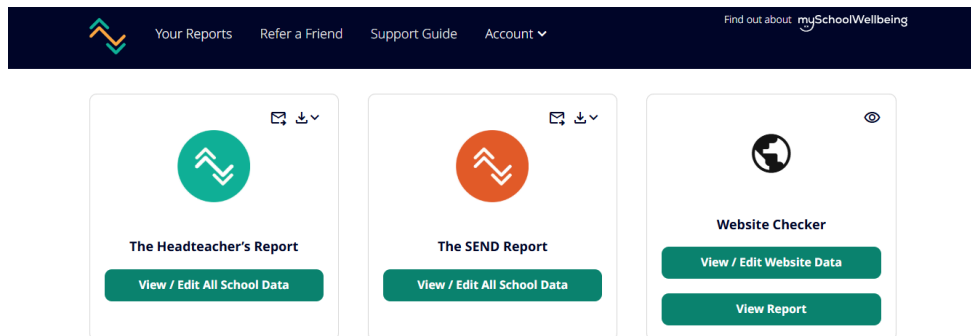 Find out about mySchoolWellbeing
Your Reports Refer a Friend Support Guide Account
The Headteacher's Report
View / Edit All School Data
The SEND Report
View / Edit All School Data
Website Checker
View / Edit Website Data
View Report